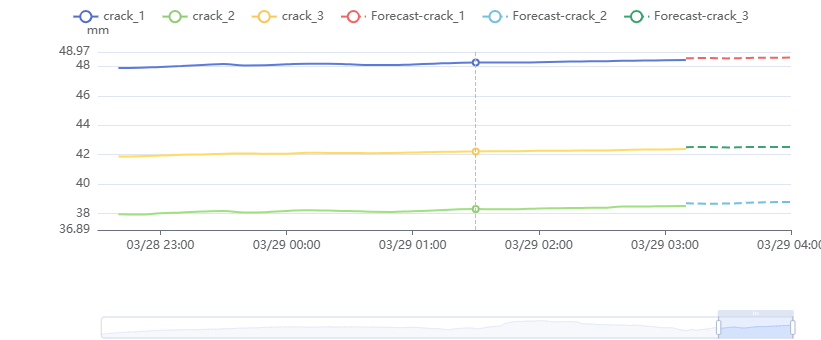 crack_1 crack_2 crack_3 Forecast-crack_1 Forecast-crack_2 Forecast-crack_3
mm
48.97
48
46
44
42
40
38
36.89
03/28 23:00 03/29 00:00 03/29 01:00 03/29 02:00 03/29 03:00 03/29 04:00